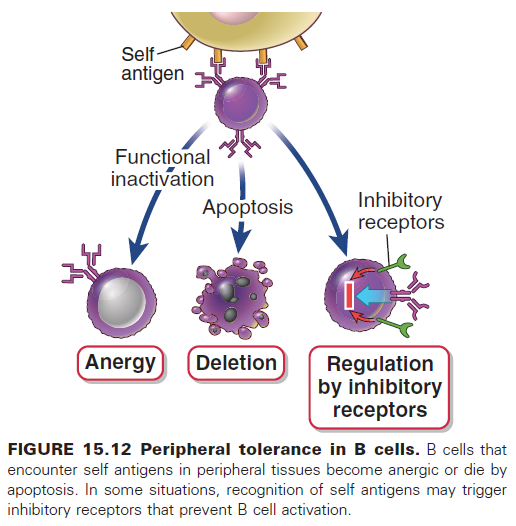 Self
antigen
Functional
inactivation
Apoptosis
Inhibitory
receptors
Anergy
Deletion
Regulation
by inhibitory
receptors
FIGURE 15.12 Peripheral tolerance in B cells. B cells that
encounter self antigens in peripheral tissues become anergic or die by
apoptosis. In some situations, recognition of self antigens may trigger
inhibitory receptors that prevent B cell activation.